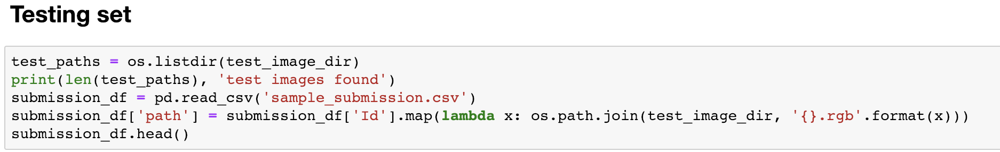 Testing set
test_paths = os.listdir(test_image_dir)
print(len(test_paths), 'test images found')
submission_df = pd.read_csv('sample_submission.csv')
submission_df['path'] = submission_df['Id'].map(lambda x: os.path.join(test_image_dir, '{}.rgb'.format(x)))
submission_df.head()